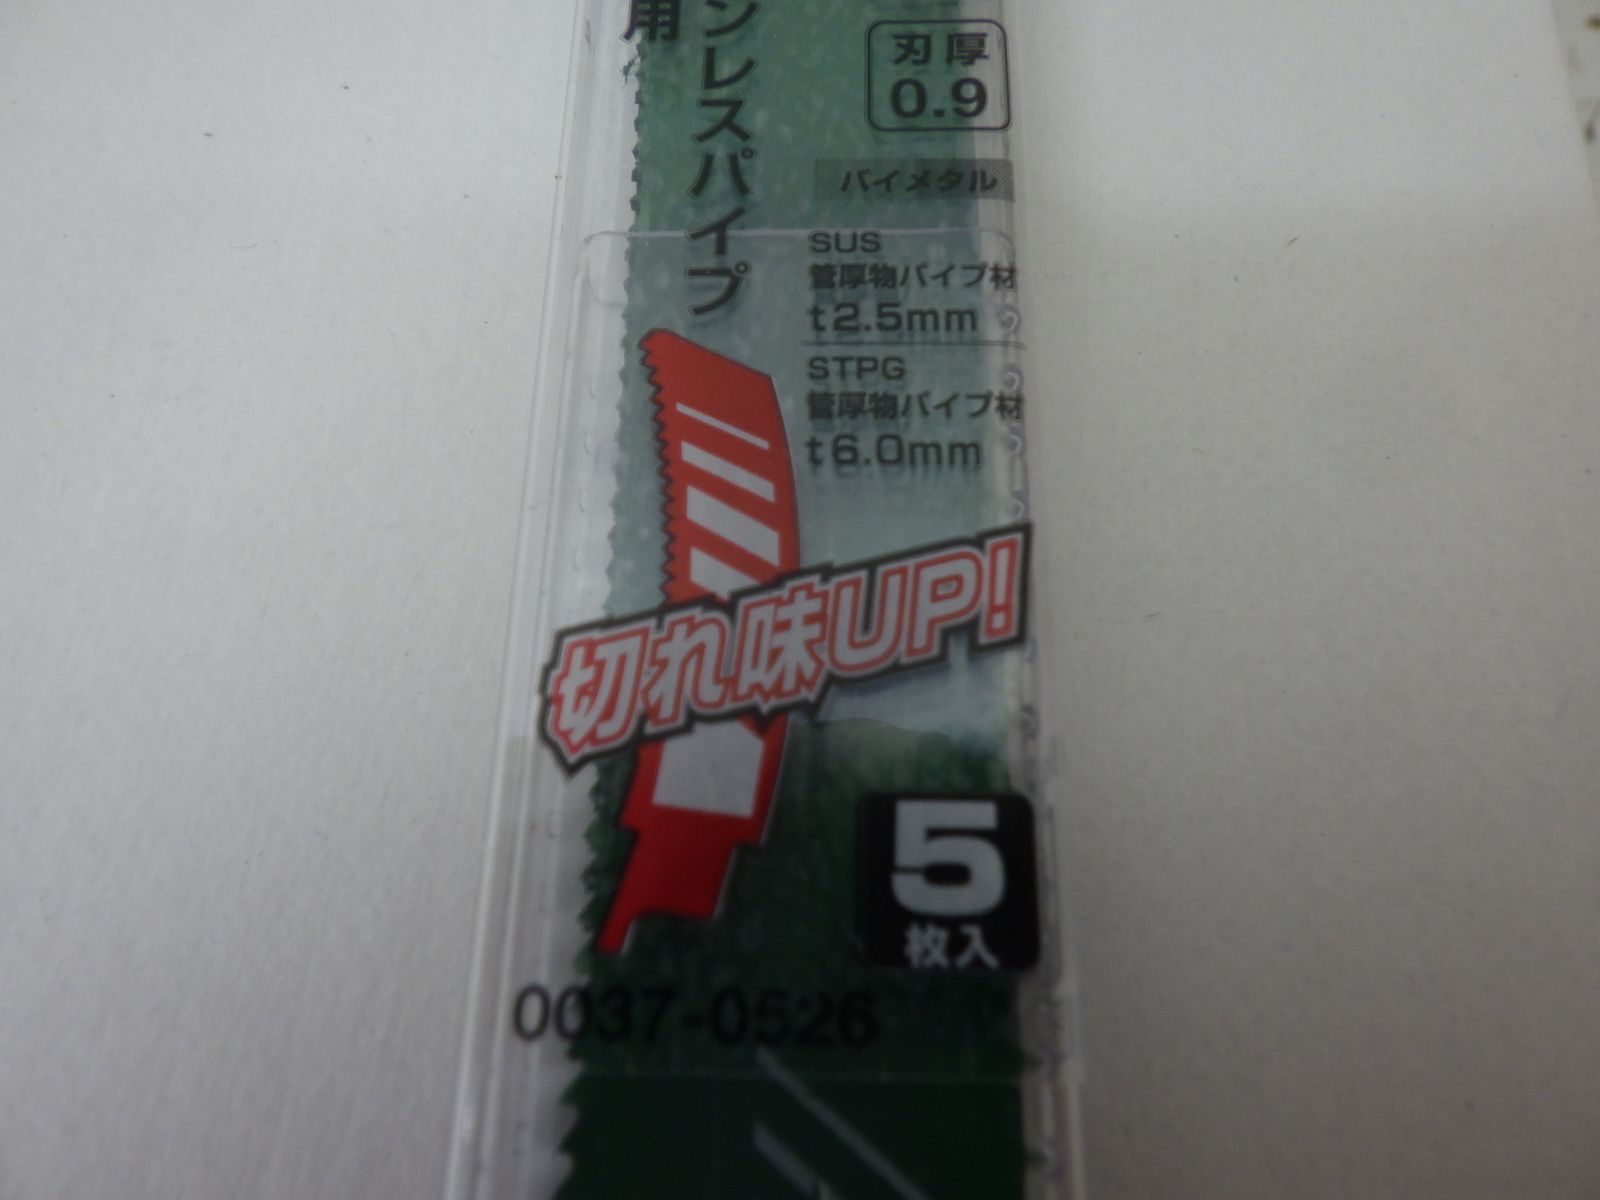 用
ンレスパイプ
刃厚
0.9
バイメタル
SUS
管厚物パイプ材
t2.5mm
STPG
管厚物パイプ材
t6.0mm
切れ味UP!
5
枚入
0037-0526